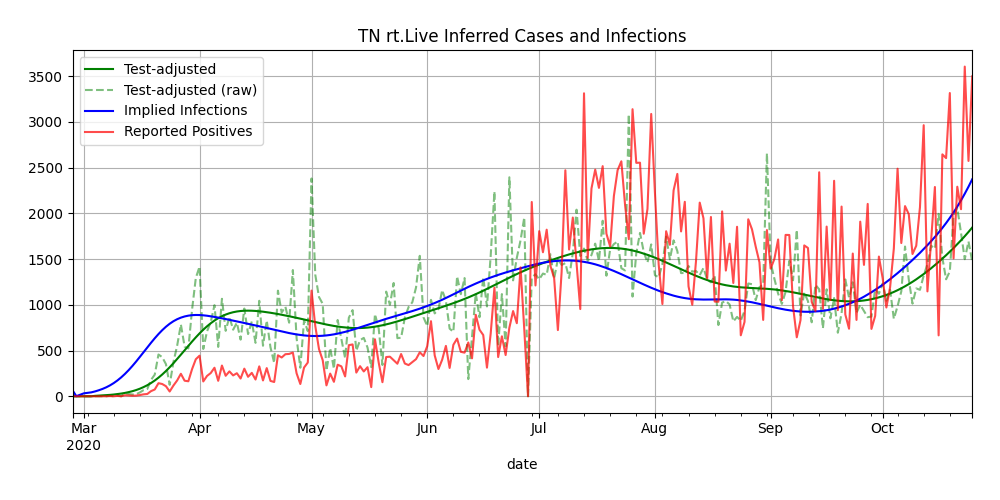 TN rt.Live Inferred Cases and Infections
Test-adjusted
Test-adjusted (raw)
Implied Infections
Reported Positives
3500
3000
2500
2000
1500
1000
500
0
Mar Apr May Jun Jul Aug Sep Oct
2020
date